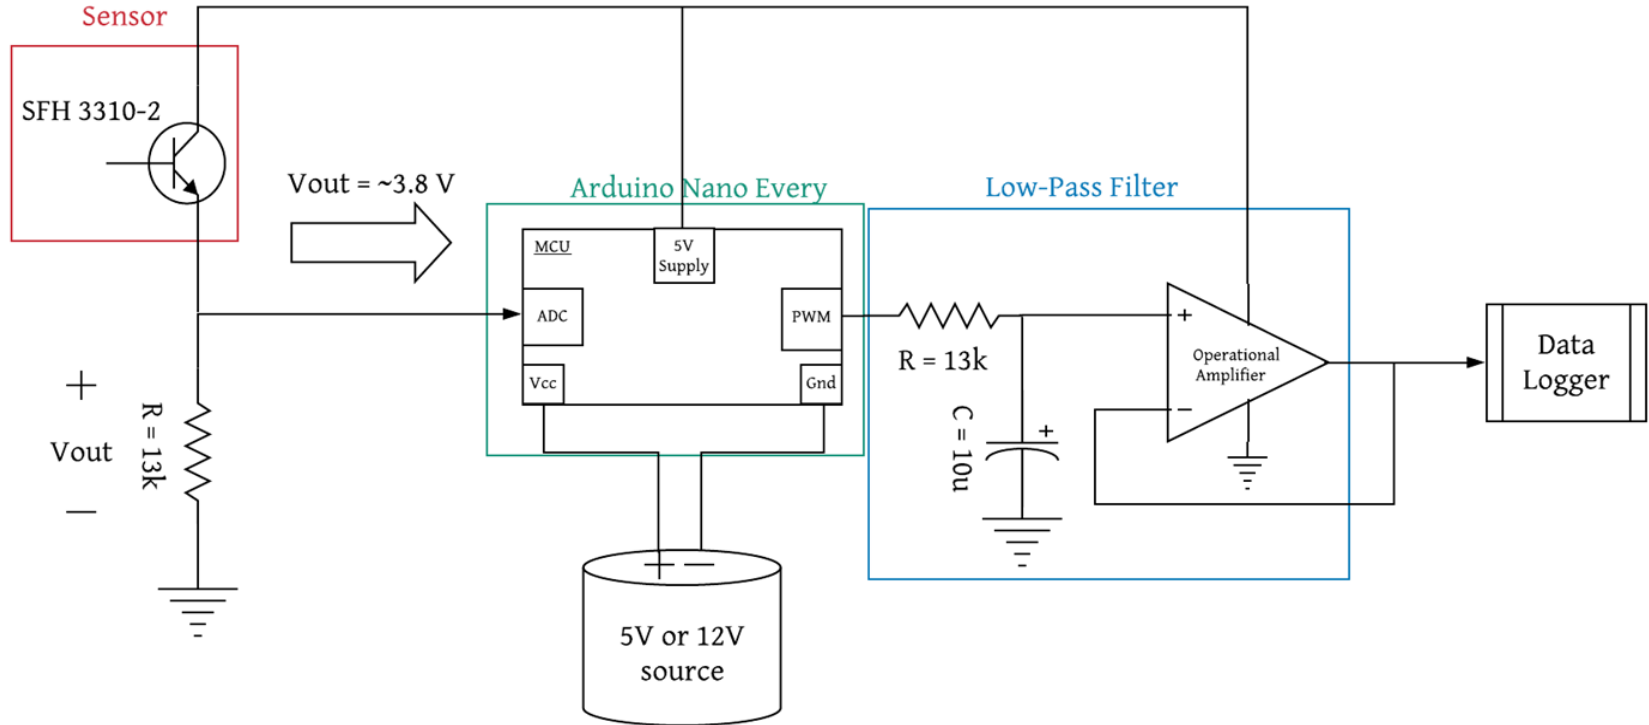 Sensor
SFH 3310-2
Vout = ~3.8 V
Arduino Nano Every
Low-Pass Filter
MCU
5V
Supply
ADC
PWM
Vcc
Gnd
R = 13k
+
Vout
−
R = 13k
C = 10u
+
+
−
Operational
Amplifier
Data
Logger
+ −
5V or 12V
source